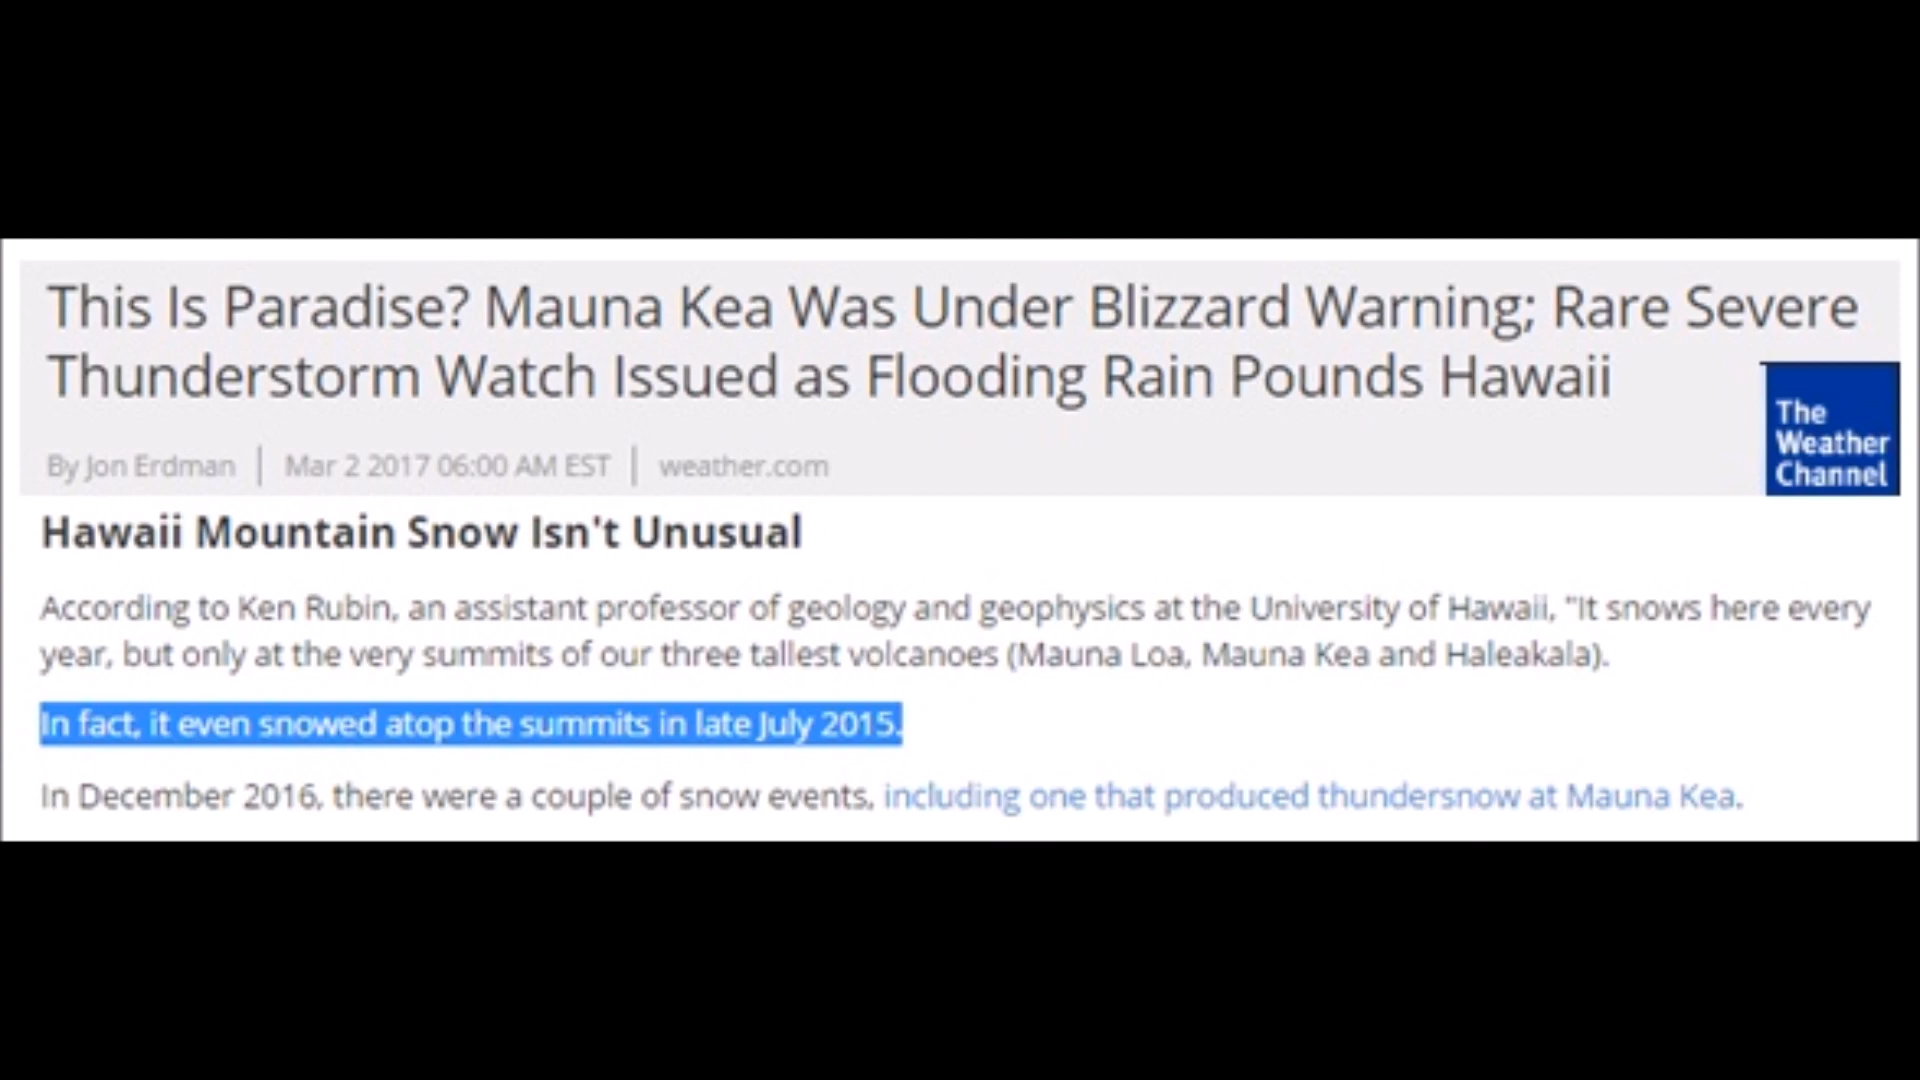 This Is Paradise? Mauna Kea Was Under Blizzard Warning; Rare Severe
Thunderstorm Watch Issued as Flooding Rain Pounds Hawaii
By Jon Erdman | Mar 2 2017 06:00 AM EST | weather.com
The
Weather
Channel
Hawaii Mountain Snow Isn't Unusual
According to Ken Rubin, an assistant professor of geology and geophysics at the University of Hawaii, "It snows here every
year, but only at the very summits of our three tallest volcanoes (Mauna Loa, Mauna Kea and Haleakala).
In fact, it even snowed atop the summits in late July 2015.
In December 2016, there were a couple of snow events, including one that produced thundersnow at Mauna Kea.